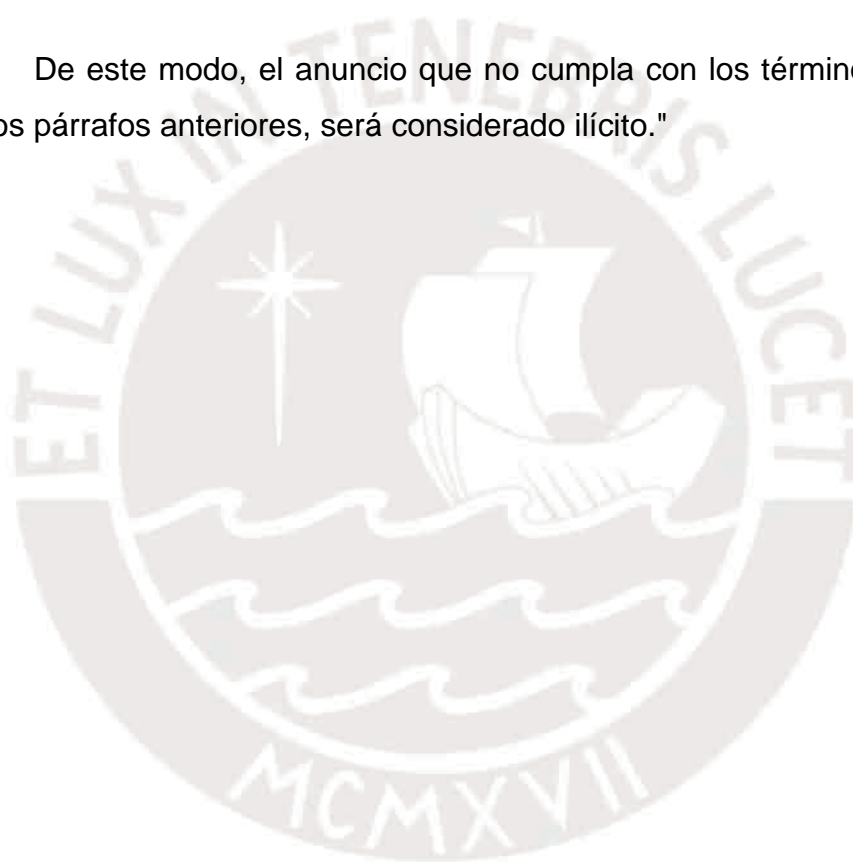 De este modo, el anuncio que no cumpla con los término
os párrafos anteriores, será considerado ilícito."
ET LUX IN TENEBRIS LUCET
MCMXVII